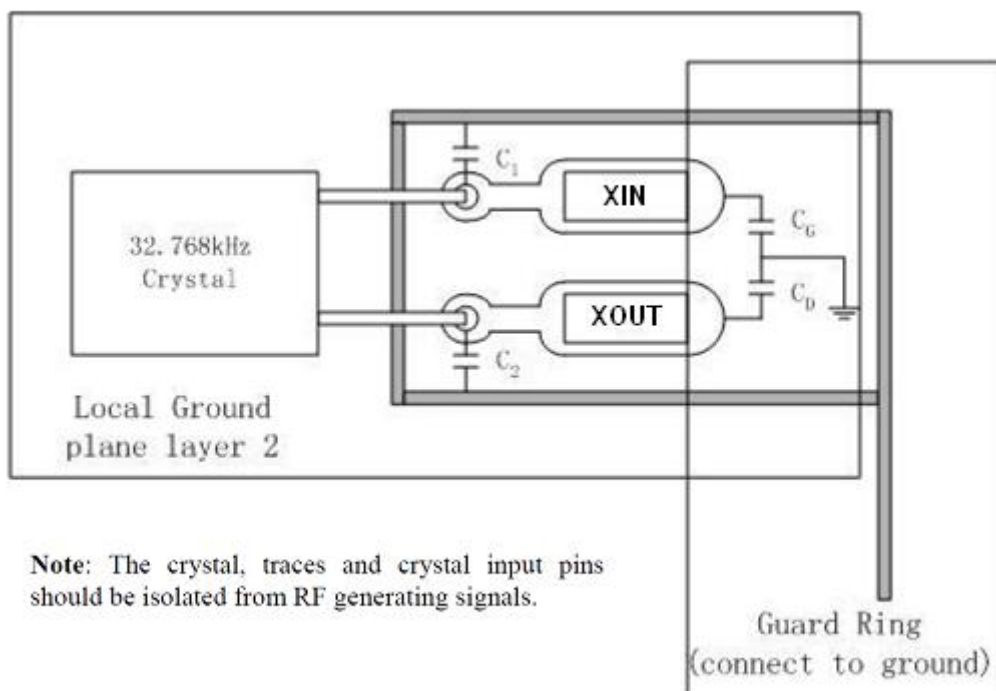 C1
XIN
CG
32.768kHz
Crystal
CD
XOUT
C2
Local Ground
plane layer 2
Note: The crystal, traces and crystal input pins
should be isolated from RF generating signals.
Guard Ring
(connect to ground)